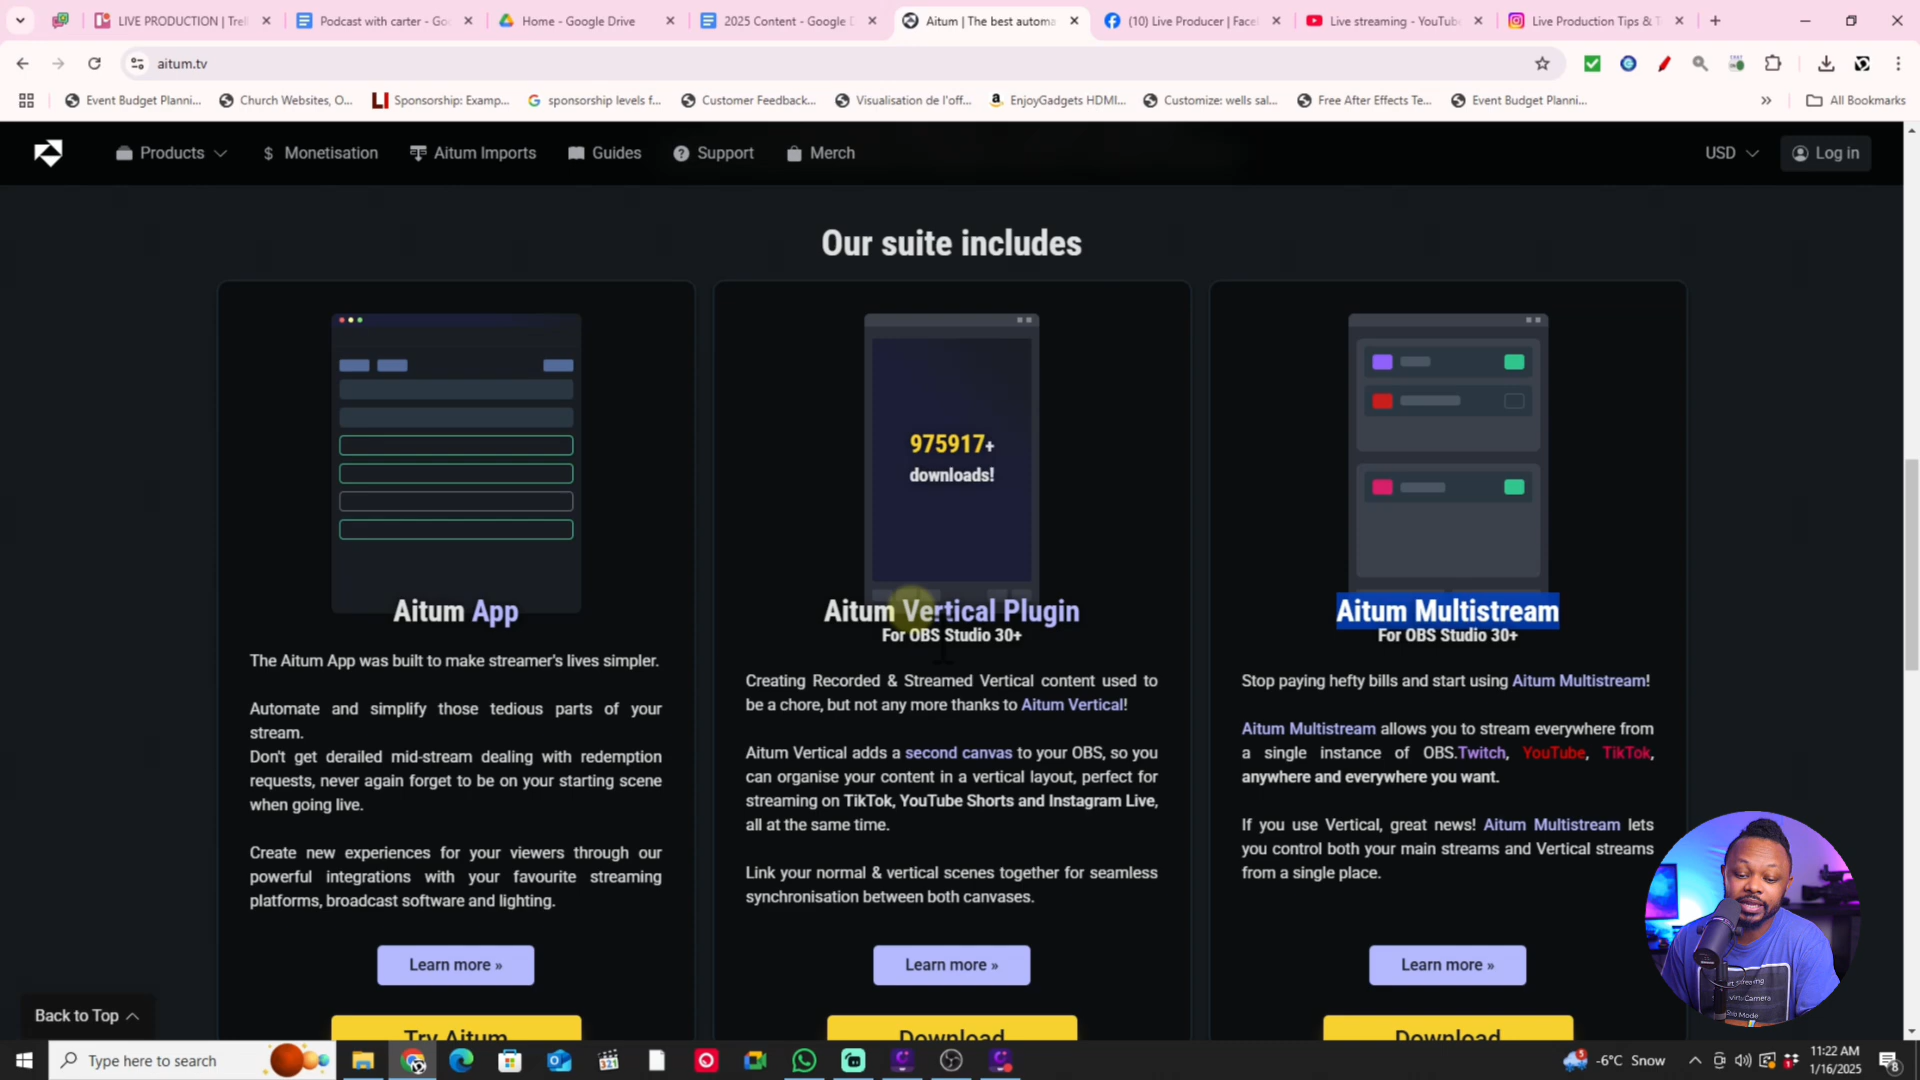 LIVE PRODUCTION | Trell
Podcast with carter - Go
Home - Google Drive
2025 Content - Google D
Aitum | The best automa
(10) Live Producer | Face
Live streaming - YouTube
Live Production Tips & T
aitum.tv
Event Budget Planni...
Church Websites, O...
Sponsorship: Examp...
sponsorship levels f...
Customer Feedback...
Visualisation de l'off...
EnjoyGadgets HDMI...
Customize: wells sal...
Free After Effects Te...
Event Budget Planni...
All Bookmarks
Products
$ Monetisation
Aitum Imports
Guides
Support
Merch
USD
Log in
Our suite includes
Aitum App
The Aitum App was built to make streamer's lives simpler.
Automate and simplify those tedious parts of your
stream.
Don't get derailed mid-stream dealing with redemption
requests, never again forget to be on your starting scene
when going live.
Create new experiences for your viewers through our
powerful integrations with your favourite streaming
platforms, broadcast software and lighting.
Learn more »
Try Aitum
975917+
downloads!
Aitum Vertical Plugin
For OBS Studio 30+
Creating Recorded & Streamed Vertical content used to
be a chore, but not any more thanks to Aitum Vertical!
Aitum Vertical adds a second canvas to your OBS, so you
can organise your content in a vertical layout, perfect for
streaming on TikTok, YouTube Shorts and Instagram Live,
all at the same time.
Link your normal & vertical scenes together for seamless
synchronisation between both canvases.
Learn more »
Download
Aitum Multistream
For OBS Studio 30+
Stop paying hefty bills and start using Aitum Multistream!
Aitum Multistream allows you to stream everywhere from
a single instance of OBS.Twitch, YouTube, TikTok,
anywhere and everywhere you want.
If you use Vertical, great news! Aitum Multistream lets
you control both your main streams and Vertical streams
from a single place.
Learn more »
Download
Back to Top
Type here to search
-6°C Snow
11:22 AM
1/16/2025
8